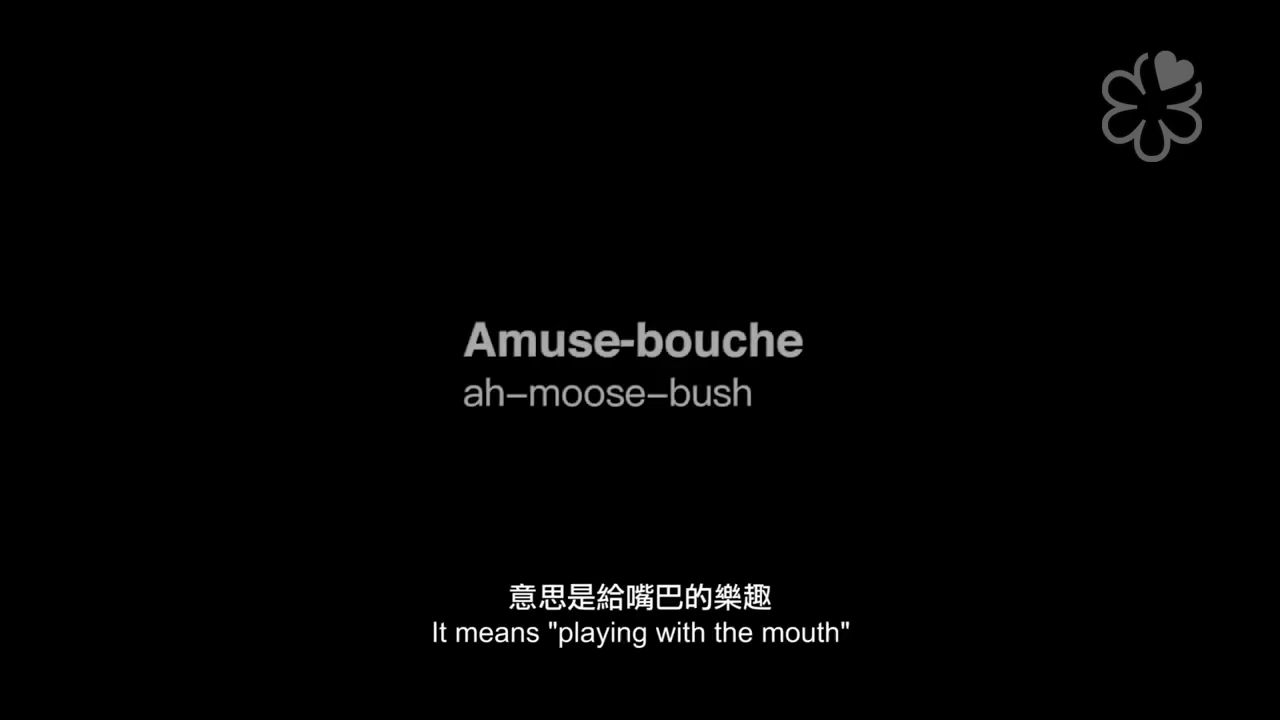 Amuse-bouche
ah–moose–bush
意思是給嘴巴的樂趣
It means "playing with the mouth"